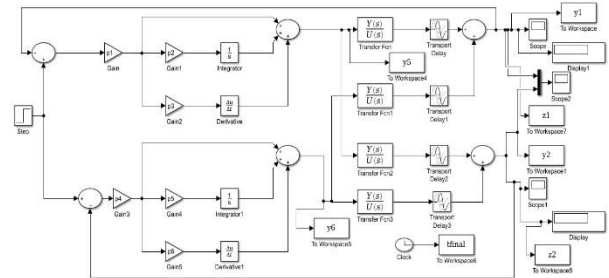 y1
To Workspace
Scope
Display1
Scope2
z1
To Workspace7
y2
To Workspace1
Scope1
Display
z2
To Workspace8
p1
Gain
p2
Gain1
1
s
Integrator
p3
Gain2
Derivative
Y(s)
U(s)
Transfer Fcn
Transport
Delay
y5
To Workspace4
Y(s)
U(s)
Transfer Fcn1
Transport
Delay1
Step
Y(s)
U(s)
Transfer Fcn2
Transport
Delay2
p4
Gain3
p5
Gain4
1
s
Integrator1
Y(s)
U(s)
Transfer Fcn3
Transport
Delay3
p6
Gain5
Derivative1
y6
To Workspace5
Clock
tfinal
To Workspace6